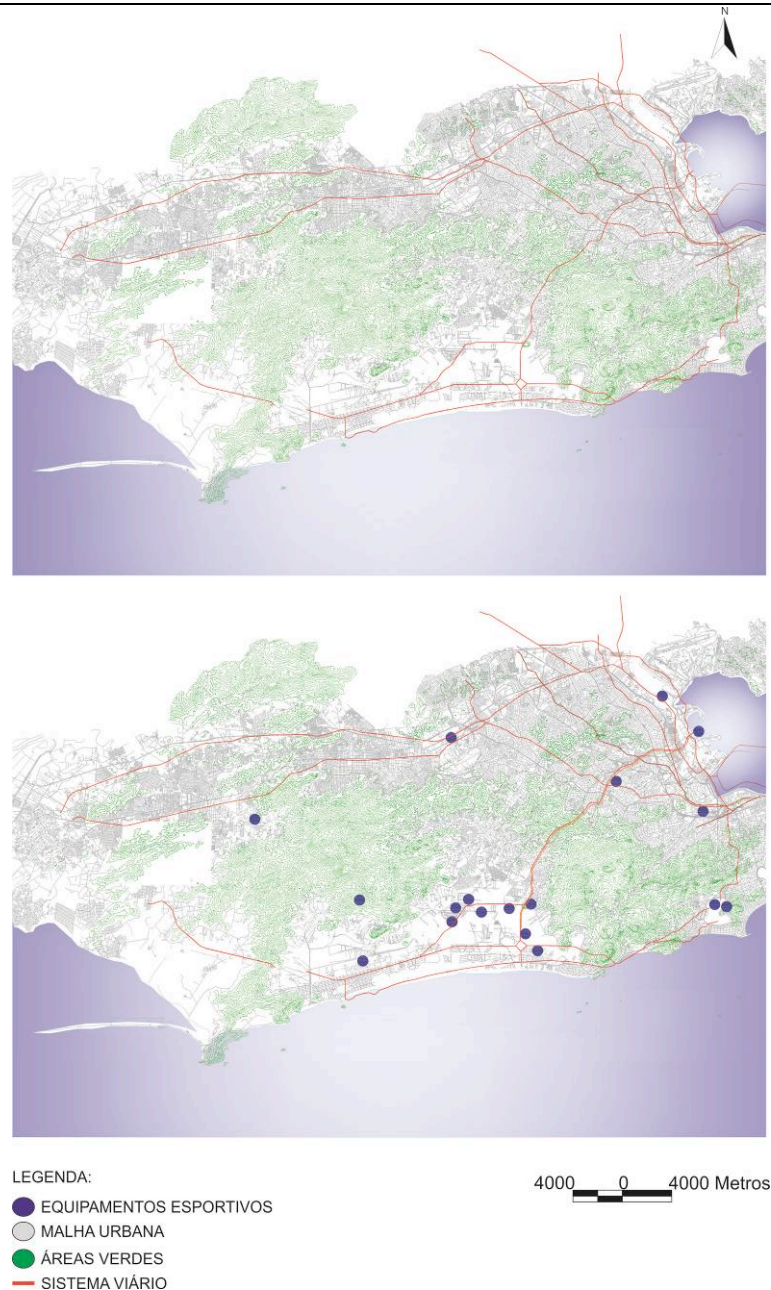 N
LEGENDA:
EQUIPAMENTOS ESPORTIVOS
MALHA URBANA
ÁREAS VERDES
SISTEMA VIÁRIO
4000 0 4000 Metros